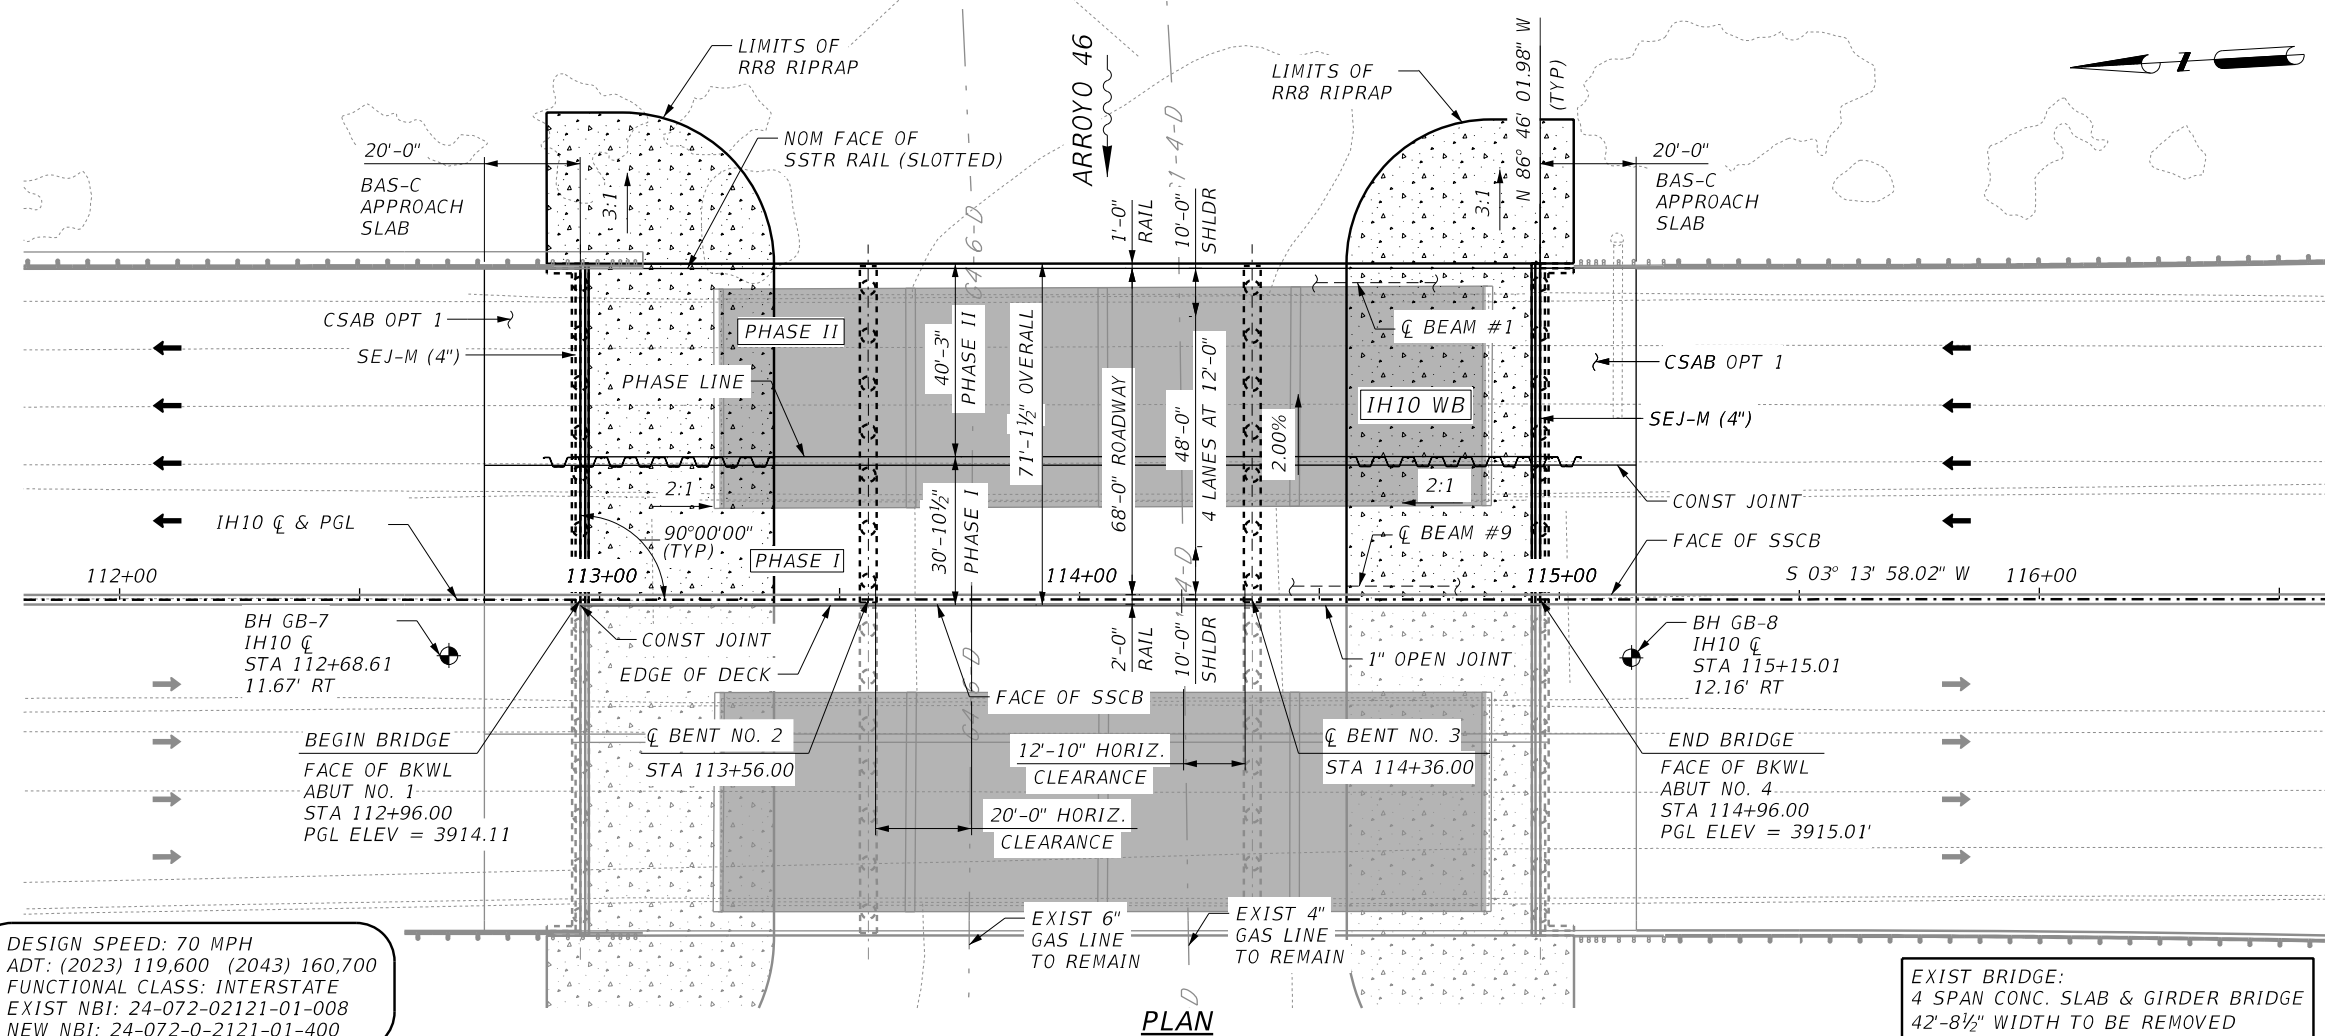 LIMITS OF
RR8 RIPRAP
NOM FACE OF
SSTR RAIL (SLOTTED)
ARROYO 46
LIMITS OF
RR8 RIPRAP
N 86° 46' 01.98" W
(TYP)
Z
20'-0"
BAS-C
APPROACH
SLAB
3:1
1'-0"
RAIL
10'-0"
SHLDR
3:1
20'-0"
BAS-C
APPROACH
SLAB
G4-6-D
CSAB OPT 1
SEJ-M (4")
PHASE II
PHASE LINE
40'-3"
PHASE II
71'-1½" OVERALL
68'-0" ROADWAY
48'-0"
4 LANES AT 12'-0"
2.00%
℄ BEAM #1
IH10 WB
CSAB OPT 1
SEJ-M (4")
2:1
30'-10½"
PHASE I
2:1
CONST JOINT
IH10 ℄ & PGL
90°00'00"
(TYP)
PHASE I
℄ BEAM #9
FACE OF SSCB
112+00
113+00
114+00
115+00
S 03° 13' 58.02" W
116+00
BH GB-7
IH10 ℄
STA 112+68.61
11.67' RT
CONST JOINT
EDGE OF DECK
2'-0"
RAIL
10'-0"
SHLDR
1" OPEN JOINT
BH GB-8
IH10 ℄
STA 115+15.01
12.16' RT
FACE OF SSCB
BEGIN BRIDGE
FACE OF BKWL
ABUT NO. 1
STA 112+96.00
PGL ELEV = 3914.11
℄ BENT NO. 2
STA 113+56.00
12'-10" HORIZ.
CLEARANCE
20'-0" HORIZ.
CLEARANCE
℄ BENT NO. 3
STA 114+36.00
END BRIDGE
FACE OF BKWL
ABUT NO. 4
STA 114+96.00
PGL ELEV = 3915.01'
EXIST 6"
GAS LINE
TO REMAIN
EXIST 4"
GAS LINE
TO REMAIN
DESIGN SPEED: 70 MPH
ADT: (2023) 119,600 (2043) 160,700
FUNCTIONAL CLASS: INTERSTATE
EXIST NBI: 24-072-02121-01-008
NEW NBI: 24-072-0-2121-01-400
PLAN
EXIST BRIDGE:
4 SPAN CONC. SLAB & GIRDER BRIDGE
42'-8½" WIDTH TO BE REMOVED